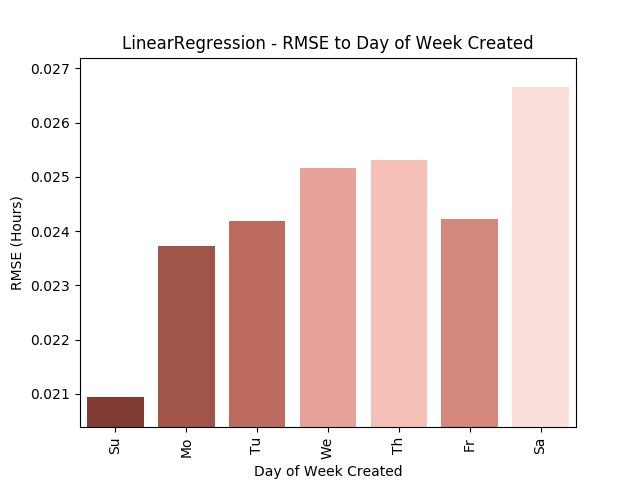 LinearRegression - RMSE to Day of Week Created
0.027
0.026
0.025
0.024
0.023
0.022
0.021
RMSE (Hours)
Su
Mo
Tu
We
Th
Fr
Sa
Day of Week Created